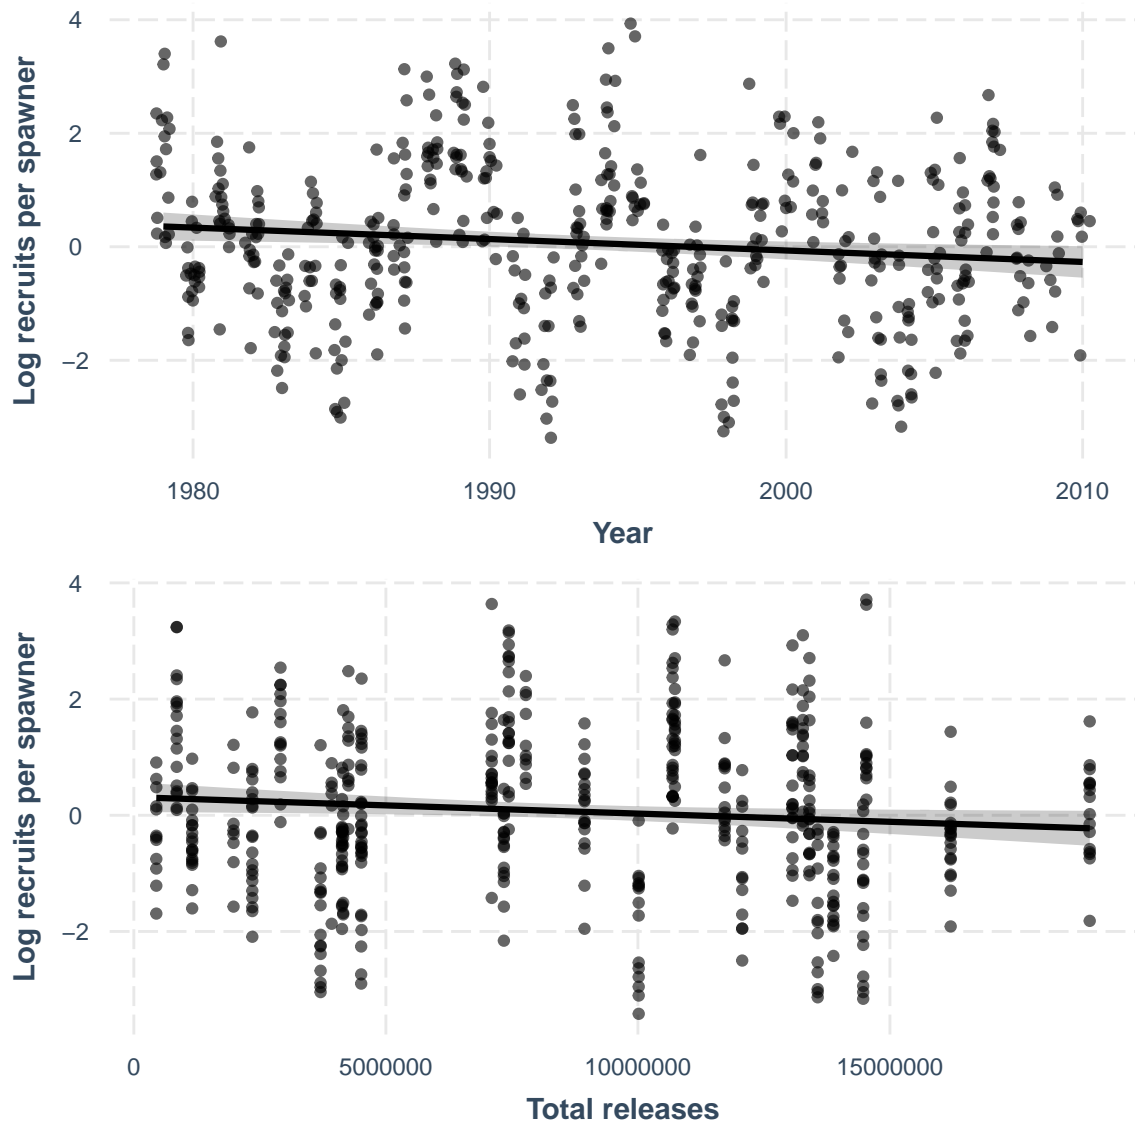 4
2
0
−2
Log recruits per spawner
1980 1990 2000 2010
Year
4
2
0
−2
Log recruits per spawner
0 5000000 10000000 15000000
Total releases